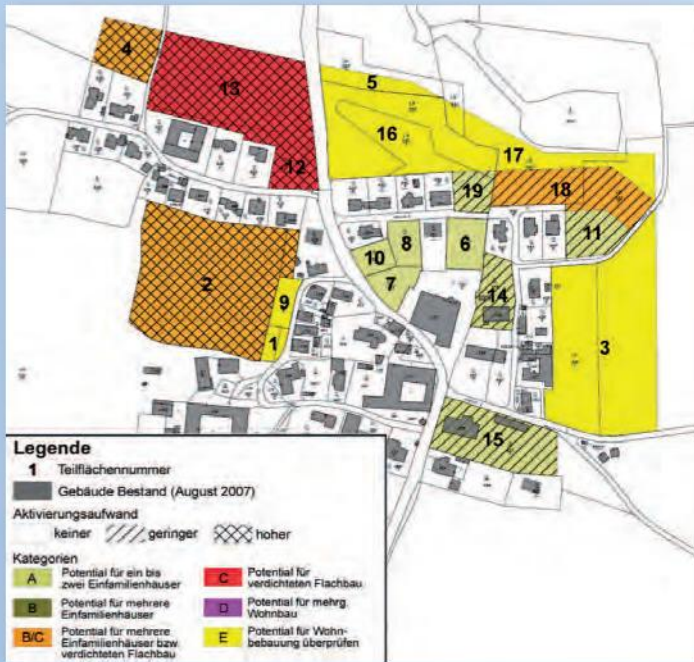 4
13
5
16
12
17
19
18
11
10
8
6
7
14
2
9
1
3
15
Legende
1 Teilflächennummer
Gebäude Bestand (August 2007)
Aktivierungsaufwand
keiner geringer hoher
Kategorien
A Potential für ein bis
zwei Einfamilienhäuser
B Potential für mehrere
Einfamilienhäuser
B/C Potential für mehrere
Einfamilienhäuser bzw.
verdichteten Flachbau
C Potential für
verdichteten Flachbau
D Potential für mehrg.
Wohnbau
E Potential für Wohn-
bebauung überprüfen